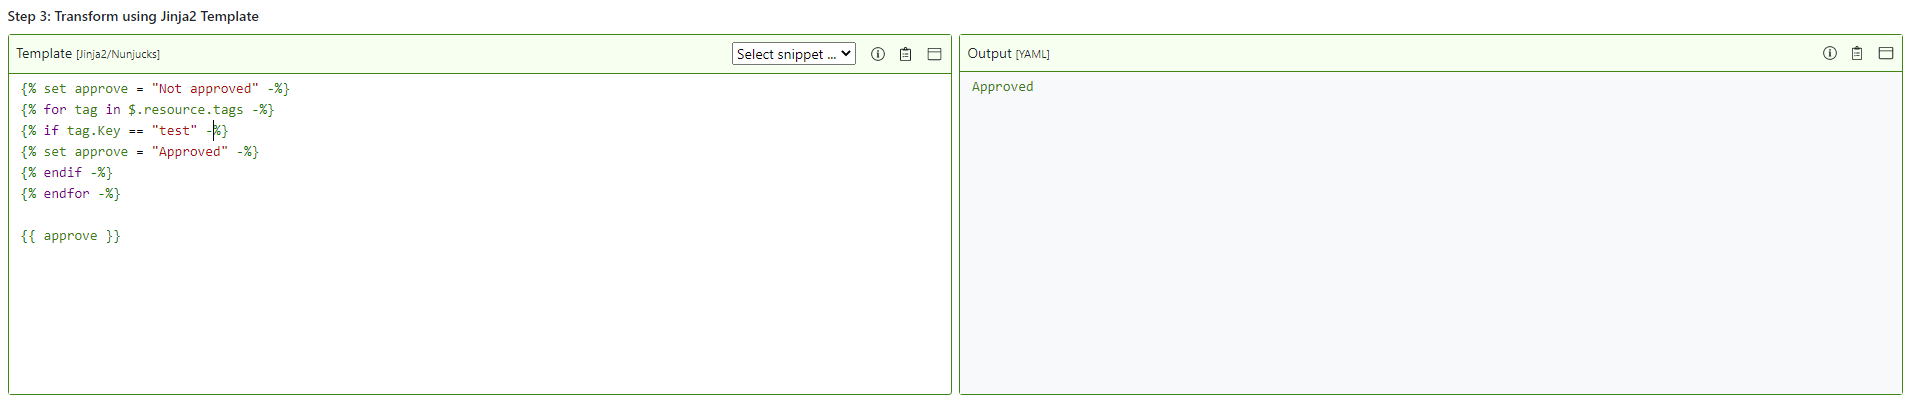 Step 3: Transform using Jinja2 Template
Template [Jinja2/Nunjucks]
Select snippet ...
{% set approve = "Not approved" -%}
{% for tag in $.resource.tags -%}
{% if tag.Key == "test" -%}
{% set approve = "Approved" -%}
{% endif -%}
{% endfor -%}
{{ approve }}
Output [YAML]
Approved